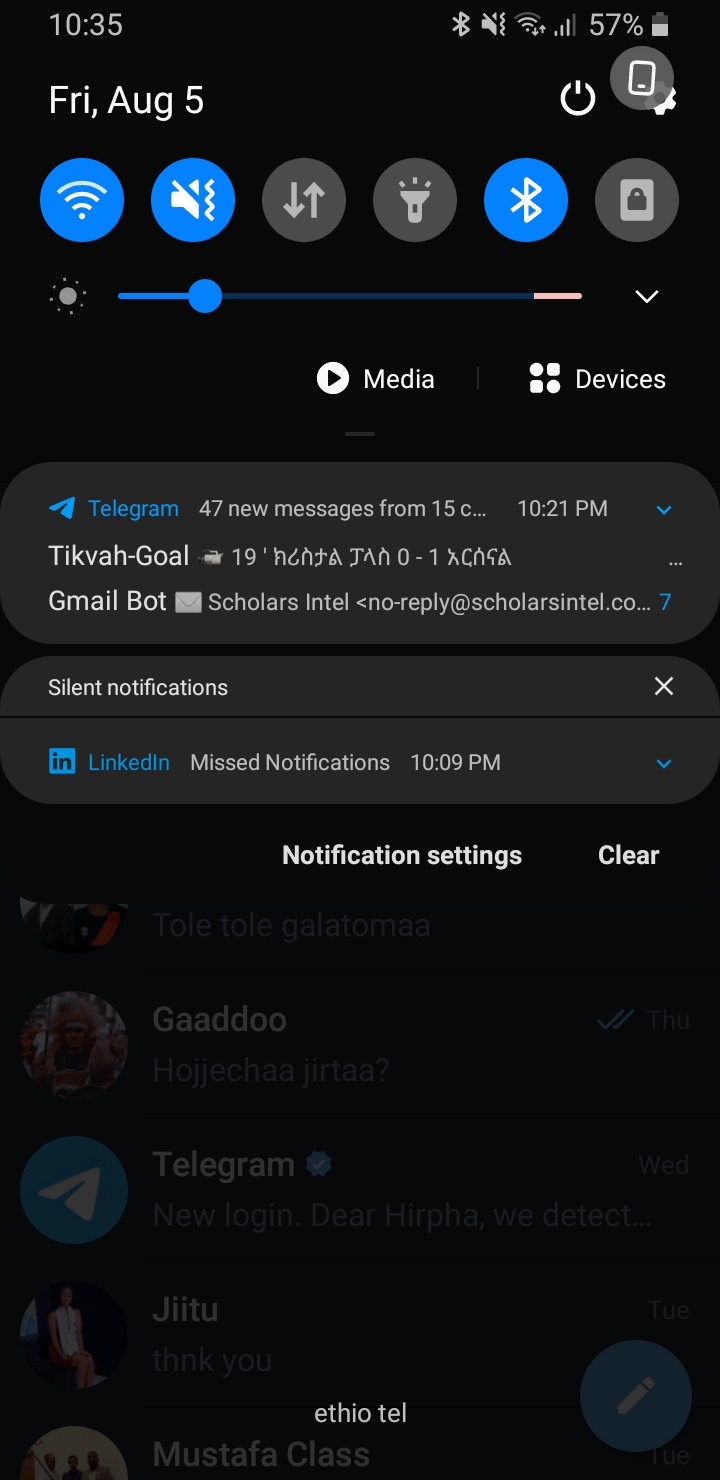 10:35 57%
Fri, Aug 5
Media Devices
Telegram 47 new messages from 15 c... 10:21 PM
Tikvah-Goal 19 ' ክሪስታል ፓላስ 0 - 1 አርሰናል ...
Gmail Bot Scholars Intel <no-reply@scholarsintel.co... 7
Silent notifications
LinkedIn Missed Notifications 10:09 PM
Notification settings Clear
Tole tole galatomaa
Gaaddoo Thu
Hojjechaa jirtaa?
Telegram Wed
New login. Dear Hirpha, we detect...
Jiitu Tue
thnk you
ethio tel
Mustafa Class Tue